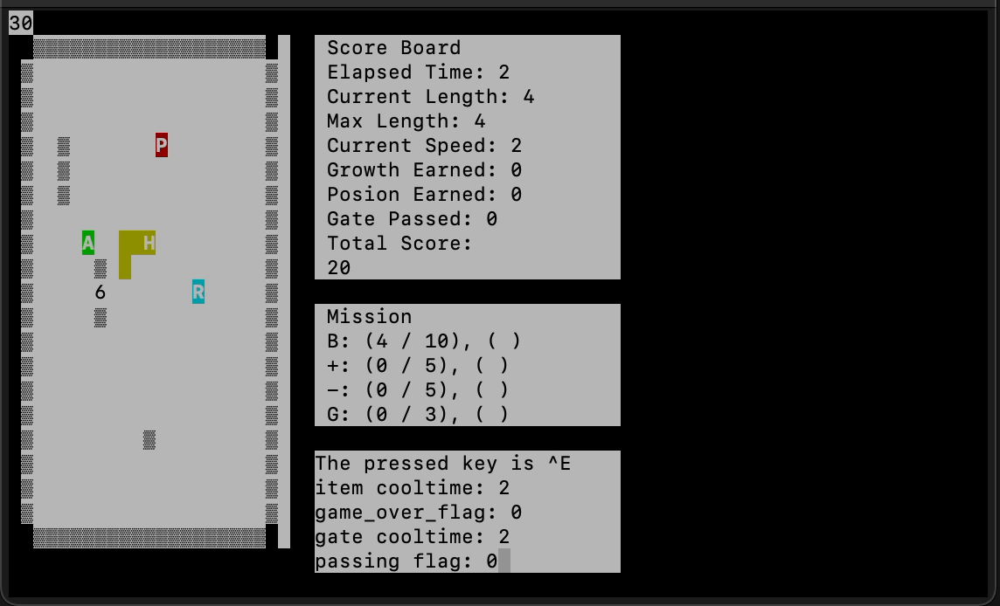 30
P
A
H
6
R
Score Board
Elapsed Time: 2
Current Length: 4
Max Length: 4
Current Speed: 2
Growth Earned: 0
Posion Earned: 0
Gate Passed: 0
Total Score:
20
Mission
B: (4 / 10), ( )
+: (0 / 5), ( )
−: (0 / 5), ( )
G: (0 / 3), ( )
The pressed key is ^E
item cooltime: 2
game_over_flag: 0
gate cooltime: 2
passing flag: 0